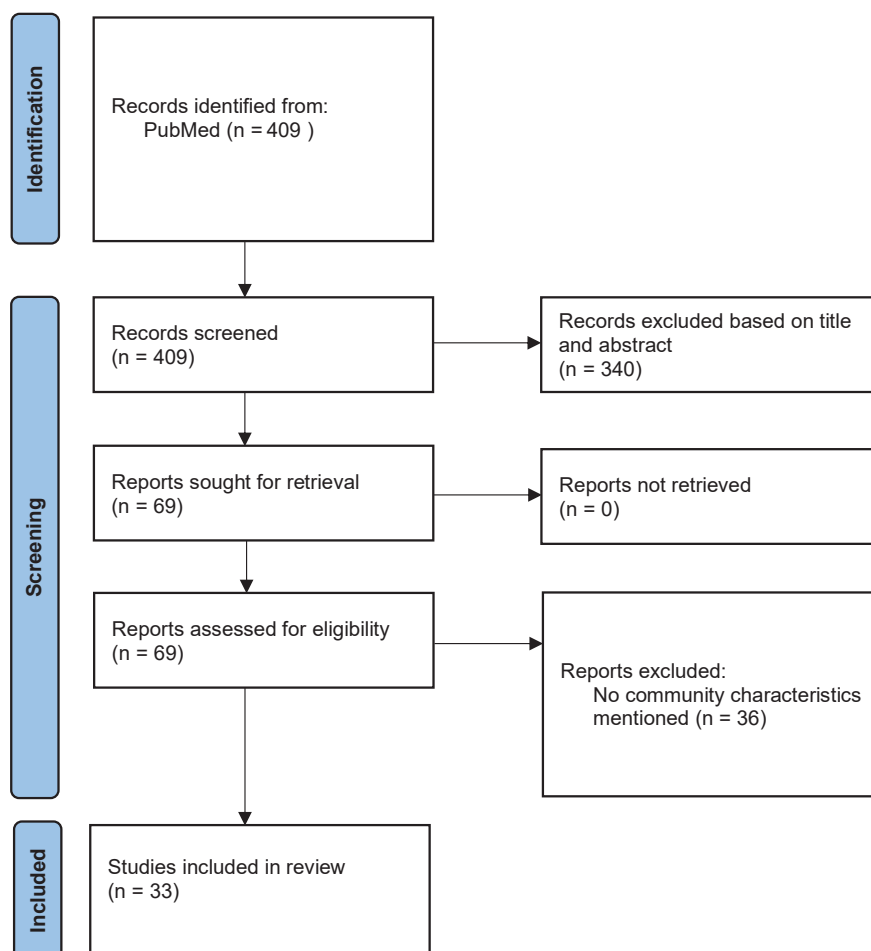 Identification
Records identified from:
PubMed (n = 409 )
Screening
Records screened
(n = 409)
Records excluded based on title
and abstract
(n = 340)
Reports sought for retrieval
(n = 69)
Reports not retrieved
(n = 0)
Reports assessed for eligibility
(n = 69)
Reports excluded:
No community characteristics
mentioned (n = 36)
Included
Studies included in review
(n = 33)